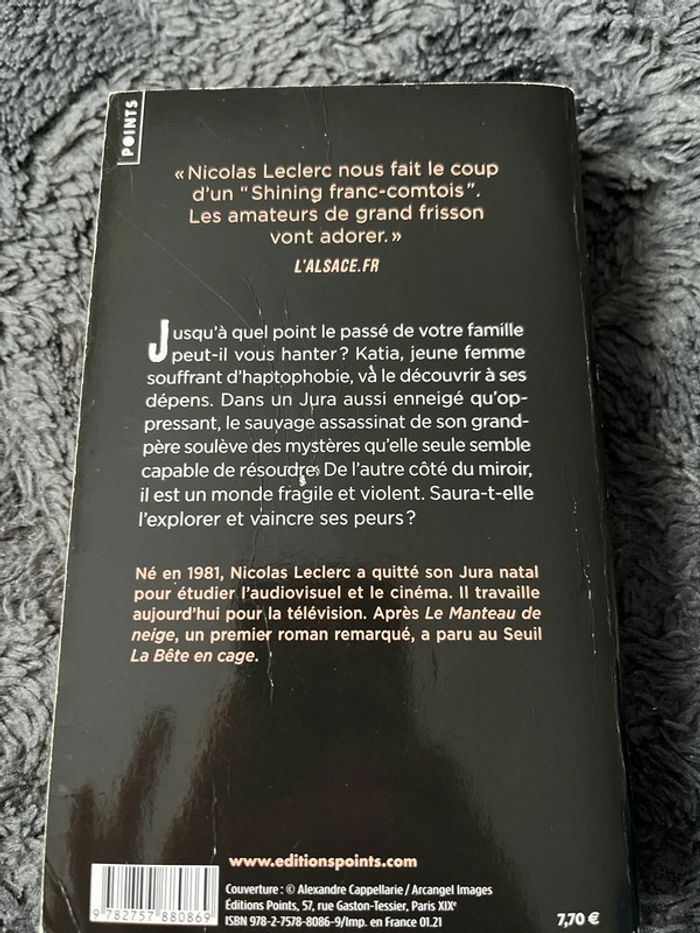 POINTS
« Nicolas Leclerc nous fait le coup
d'un “Shining franc-comtois”.
Les amateurs de grand frisson
vont adorer. »
L'ALSACE.FR
Jusqu'à quel point le passé de votre famille
peut-il vous hanter ? Katia, jeune femme
souffrant d'haptophobie, va le découvrir à ses
dépens. Dans un Jura aussi enneigé qu'op-
pressant, le sauvage assassinat de son grand-
père soulève des mystères qu'elle seule semble
capable de résoudre. De l'autre côté du miroir,
il est un monde fragile et violent. Saura-t-elle
l'explorer et vaincre ses peurs ?
Né en 1981, Nicolas Leclerc a quitté son Jura natal
pour étudier l'audiovisuel et le cinéma. Il travaille
aujourd'hui pour la télévision. Après Le Manteau de
neige, un premier roman remarqué, a paru au Seuil
La Bête en cage.
www.editionspoints.com
Couverture : © Alexandre Cappellarie / Arcangel Images
Éditions Points, 57, rue Gaston-Tessier, Paris XIXe
ISBN 978-2-7578-8086-9/Imp. en France 01.21
9 782757 880869
7,70 €